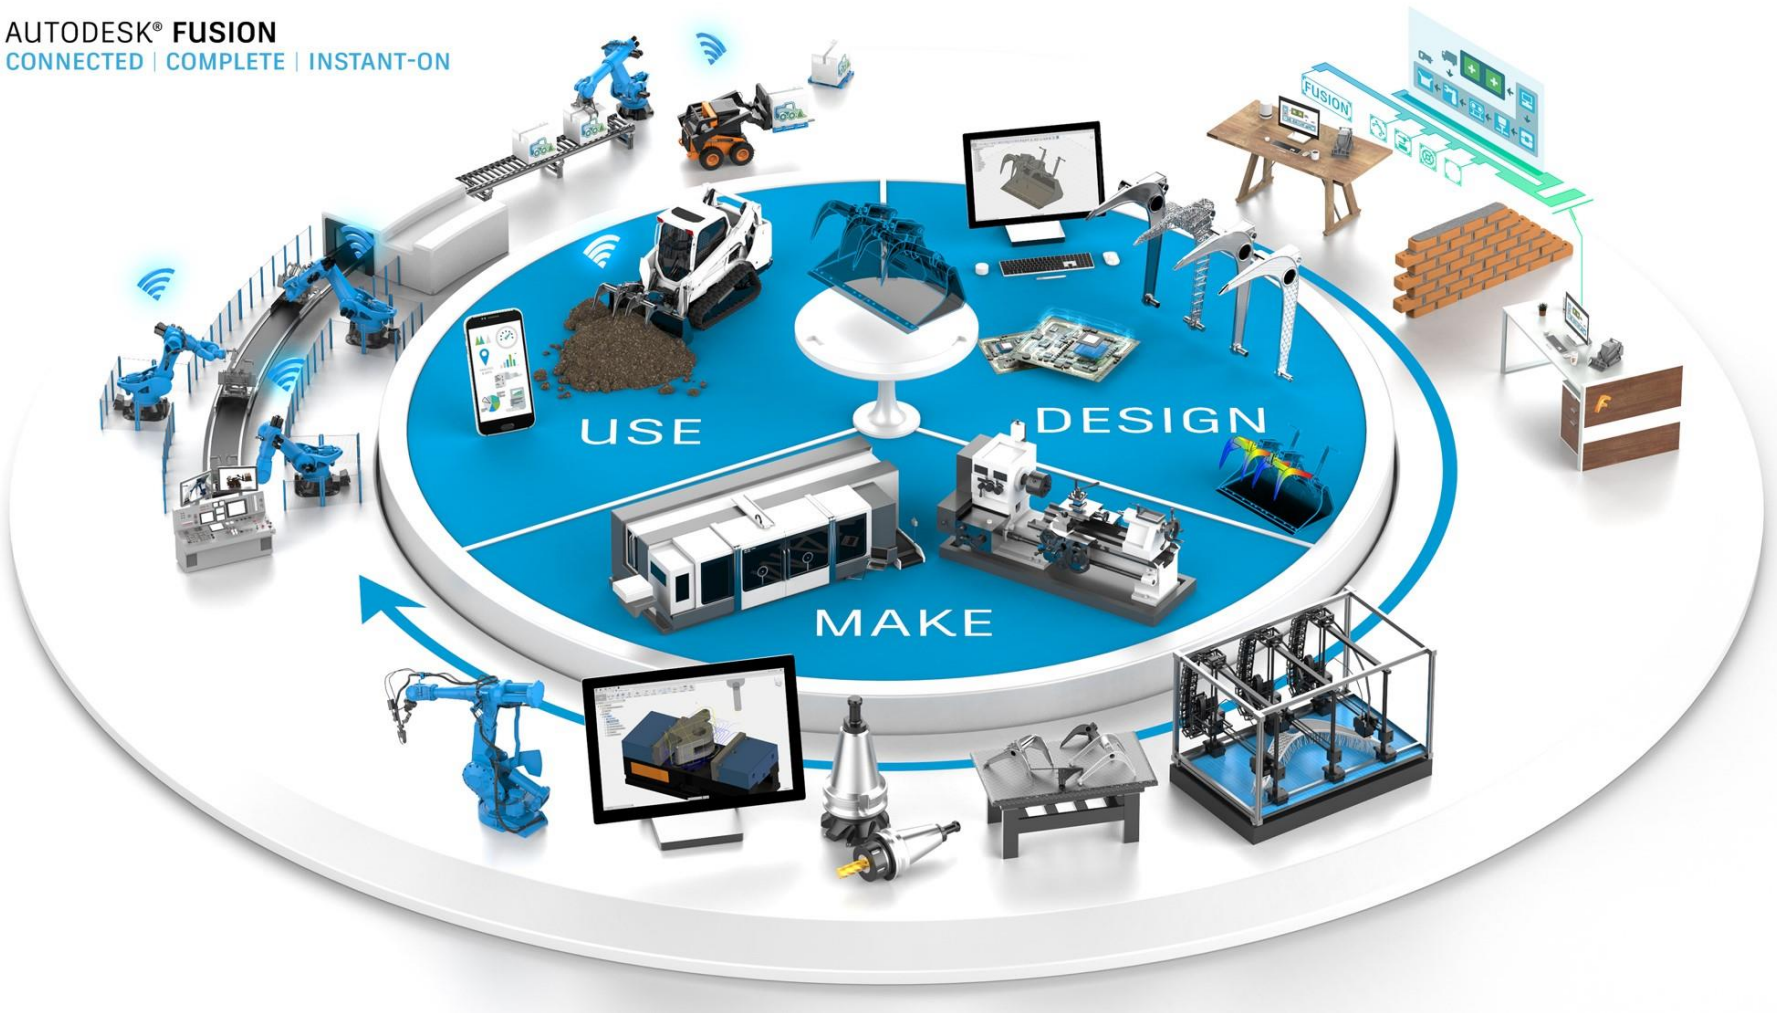 AUTODESK® FUSION
CONNECTED | COMPLETE | INSTANT-ON
FUSION
USE
DESIGN
MAKE